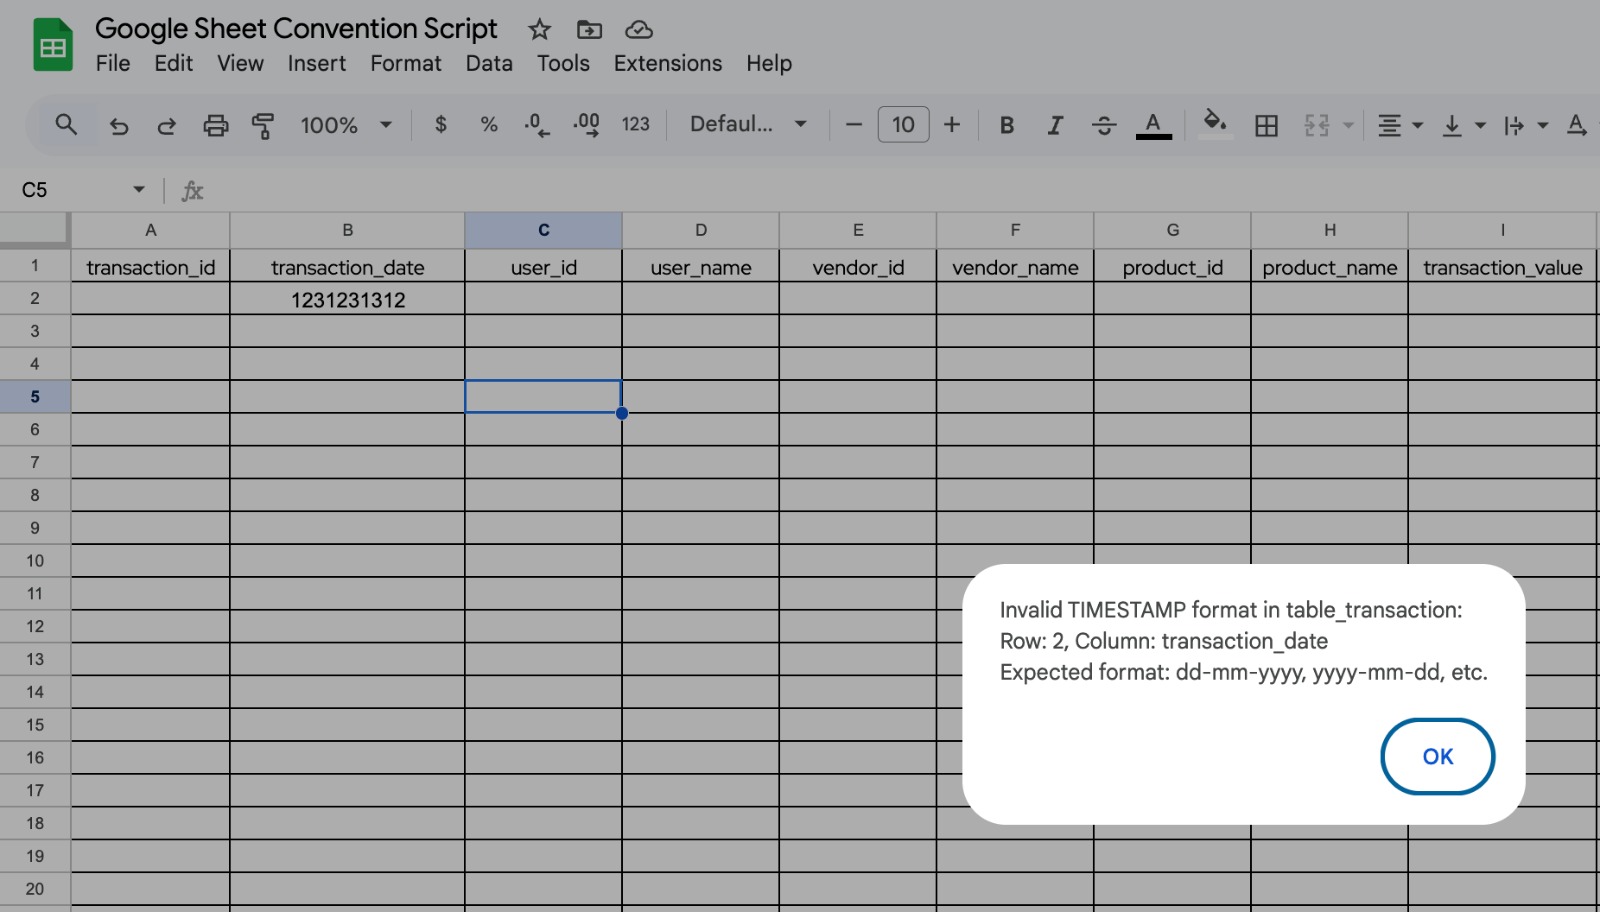 Google Sheet Convention Script
File Edit View Insert Format Data Tools Extensions Help
100% $ % .0 .00 123 Defaul... 10 B I S A A
C5 fx
A B C D E F G H I
1 transaction_id transaction_date user_id user_name vendor_id vendor_name product_id product_name transaction_value
2 1231231312
3
4
5
6
7
8
9
10
11
12
13
14
15
16
17
18
19
20
Invalid TIMESTAMP format in table_transaction:
Row: 2, Column: transaction_date
Expected format: dd-mm-yyyy, yyyy-mm-dd, etc.
OK